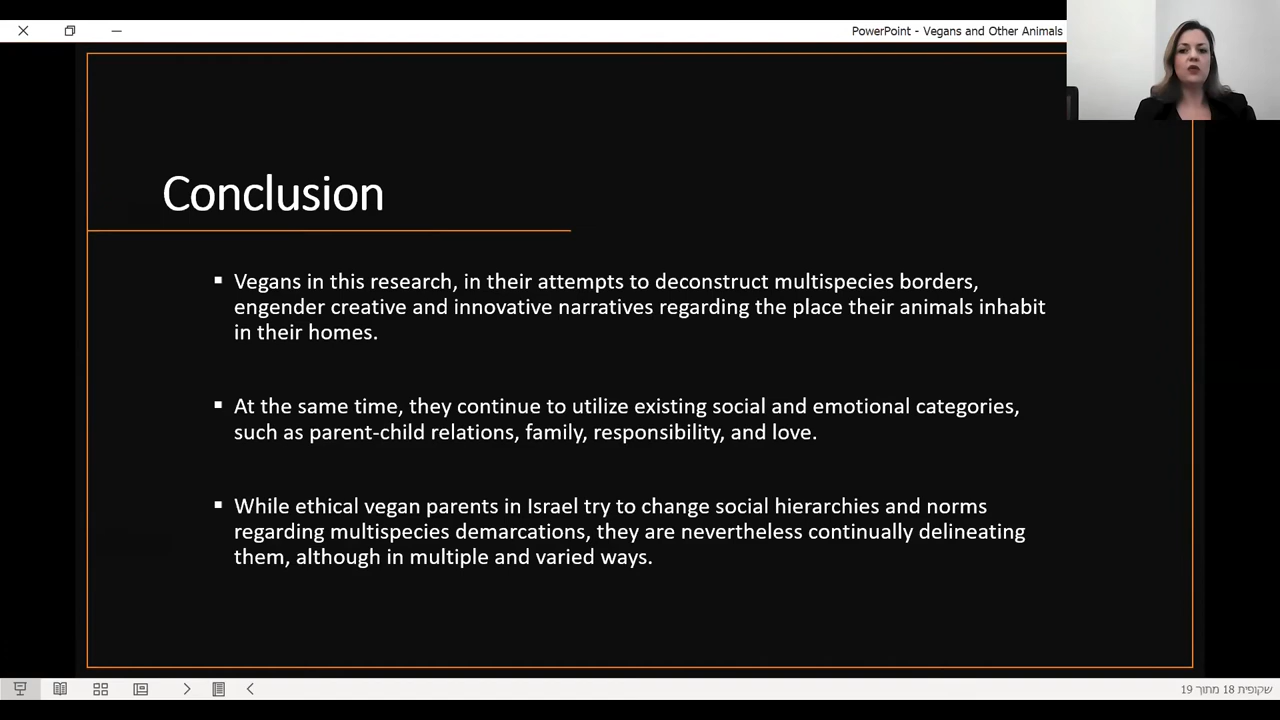 PowerPoint - Vegans and Other Animals
Conclusion
▪ Vegans in this research, in their attempts to deconstruct multispecies borders,
engender creative and innovative narratives regarding the place their animals inhabit
in their homes.
▪ At the same time, they continue to utilize existing social and emotional categories,
such as parent-child relations, family, responsibility, and love.
▪ While ethical vegan parents in Israel try to change social hierarchies and norms
regarding multispecies demarcations, they are nevertheless continually delineating
them, although in multiple and varied ways.
שקופית 18 מתוך 19